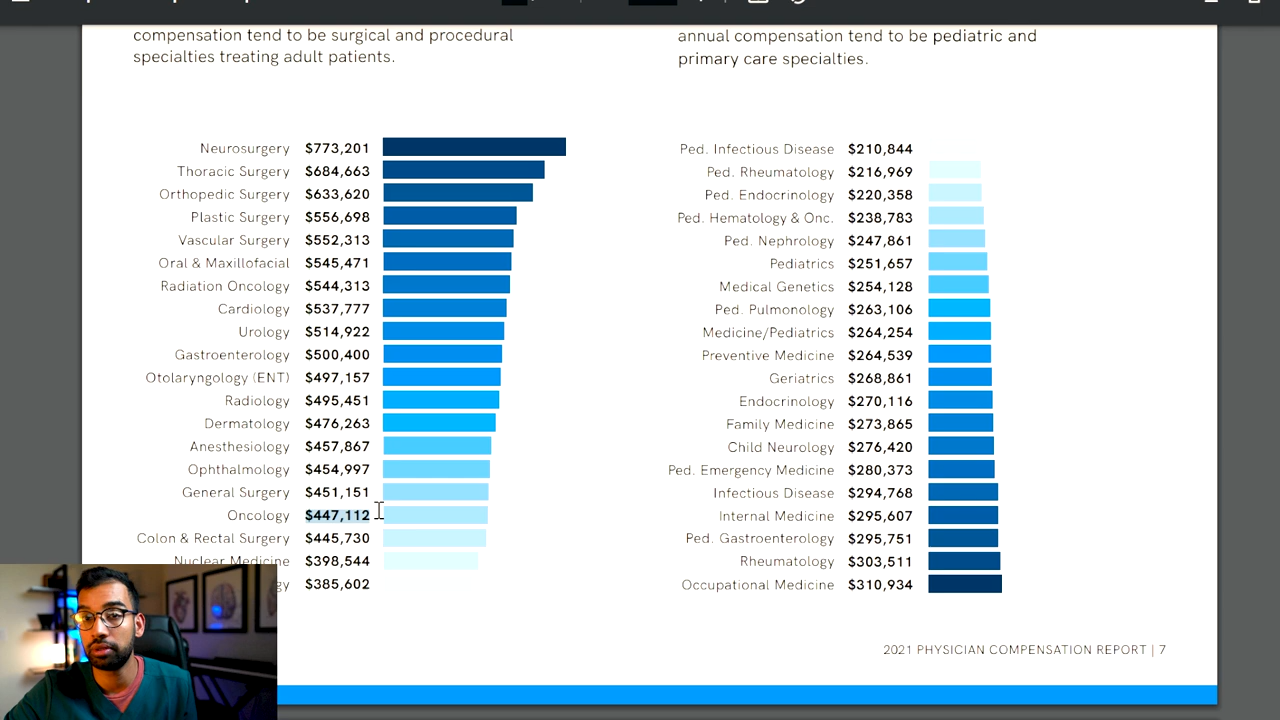 compensation tend to be surgical and procedural
specialties treating adult patients.
annual compensation tend to be pediatric and
primary care specialties.
Neurosurgery $773,201
Thoracic Surgery $684,663
Orthopedic Surgery $633,620
Plastic Surgery $556,698
Vascular Surgery $552,313
Oral & Maxillofacial $545,471
Radiation Oncology $544,313
Cardiology $537,777
Urology $514,922
Gastroenterology $500,400
Otolaryngology (ENT) $497,157
Radiology $495,451
Dermatology $476,263
Anesthesiology $457,867
Ophthalmology $454,997
General Surgery $451,151
Oncology $447,112
Colon & Rectal Surgery $445,730
Nuclear Medicine $398,544
$385,602
Ped. Infectious Disease $210,844
Ped. Rheumatology $216,969
Ped. Endocrinology $220,358
Ped. Hematology & Onc. $238,783
Ped. Nephrology $247,861
Pediatrics $251,657
Medical Genetics $254,128
Ped. Pulmonology $263,106
Medicine/Pediatrics $264,254
Preventive Medicine $264,539
Geriatrics $268,861
Endocrinology $270,116
Family Medicine $273,865
Child Neurology $276,420
Ped. Emergency Medicine $280,373
Infectious Disease $294,768
Internal Medicine $295,607
Ped. Gastroenterology $295,751
Rheumatology $303,511
Occupational Medicine $310,934
2021 PHYSICIAN COMPENSATION REPORT | 7